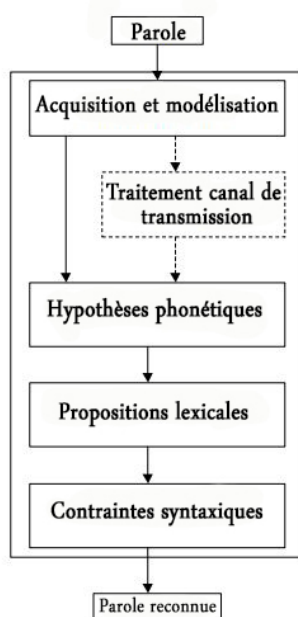 Parole
Acquisition et modélisation
Traitement canal de
transmission
Hypothèses phonétiques
Propositions lexicales
Contraintes syntaxiques
Parole reconnue